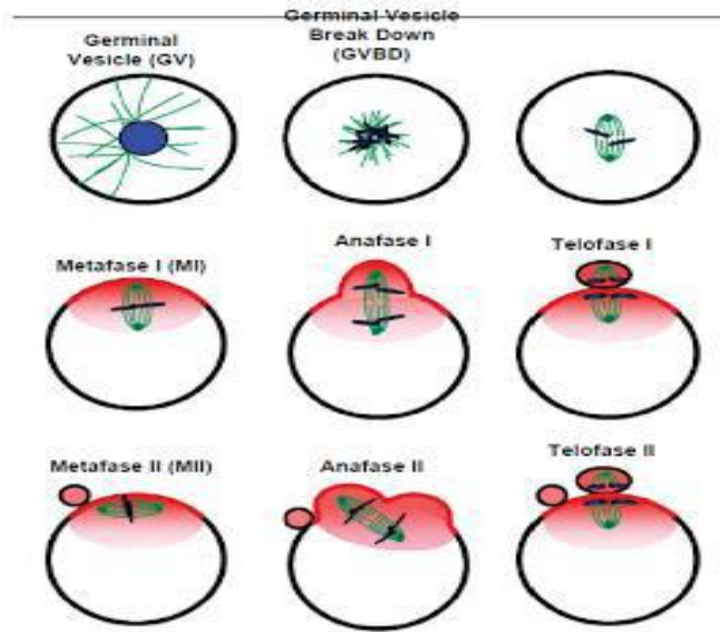 Germinal
Vesicle (GV)
Germinal Vesicle
Break Down
(GVBD)
Metafase I (MI)
Anafase I
Telofase I
Metafase II (MII)
Anafase II
Telofase II